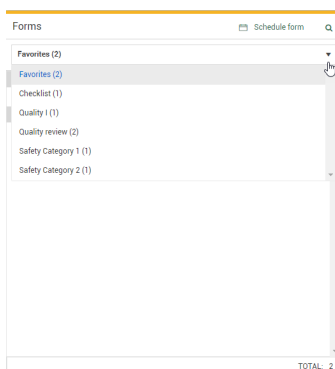 Forms
Schedule form
Favorites (2)
Favorites (2)
Checklist (1)
Quality I (1)
Quality review (2)
Safety Category 1 (1)
Safety Category 2 (1)
TOTAL: 2